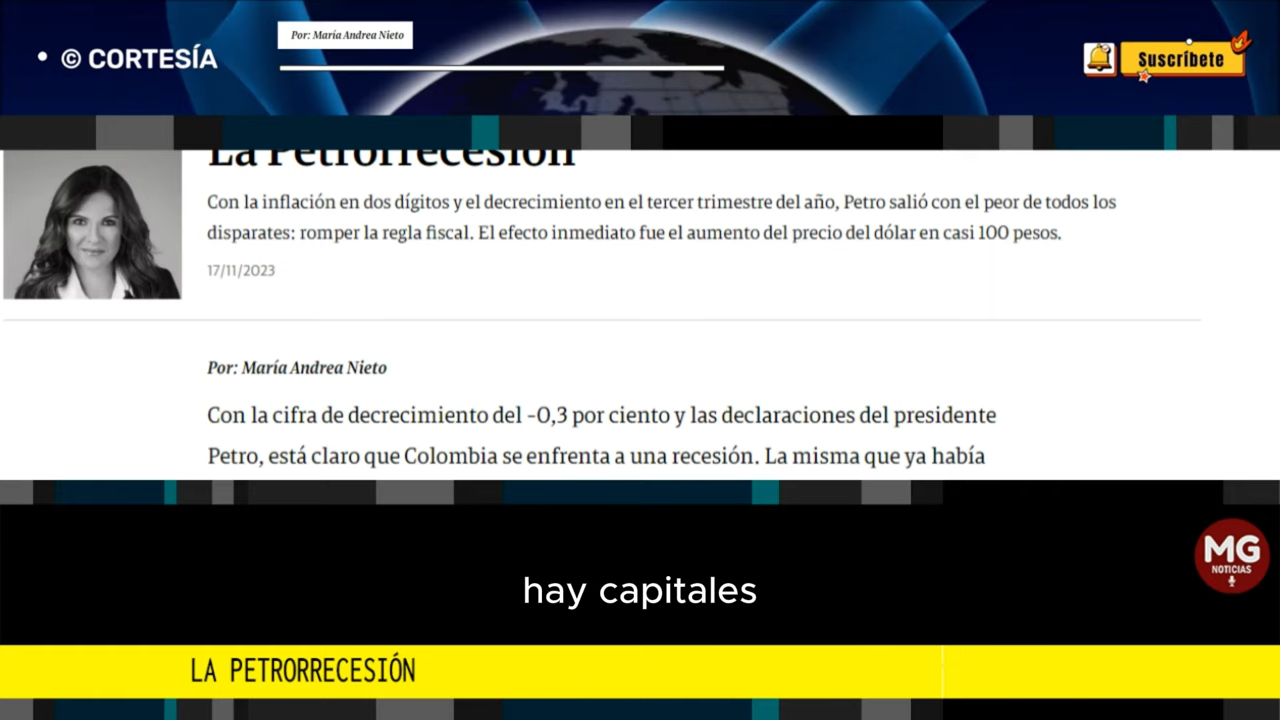 Por: María Andrea Nieto
• © CORTESÍA
Suscríbete
La Petrorrecesión
Con la inflación en dos dígitos y el decrecimiento en el tercer trimestre del año, Petro salió con el peor de todos los
disparates: romper la regla fiscal. El efecto inmediato fue el aumento del precio del dólar en casi 100 pesos.
17/11/2023
Por: María Andrea Nieto
Con la cifra de decrecimiento del -0,3 por ciento y las declaraciones del presidente
Petro, está claro que Colombia se enfrenta a una recesión. La misma que ya había
MG
NOTICIAS
hay capitales
LA PETRORRECESIÓN